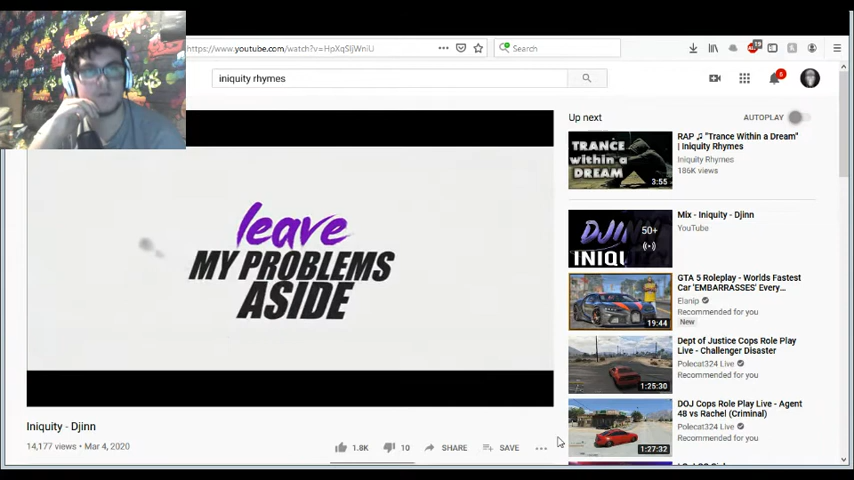 https://www.youtube.com/watch?v=HpXqSIjWniU
Search
19
iniquity rhymes
6
leave
MY PROBLEMS
ASIDE
Iniquity - Djinn
14,177 views • Mar 4, 2020
1.8K
10
SHARE
SAVE
Up next
AUTOPLAY
TRANCE
within a
DREAM
3:55
RAP ♫ "Trance Within a Dream"
| Iniquity Rhymes
Iniquity Rhymes
186K views
50+
Mix - Iniquity - Djinn
YouTube
19:44
GTA 5 Roleplay - Worlds Fastest
Car 'EMBARRASSES' Every...
Elanip
Recommended for you
New
1:25:30
Dept of Justice Cops Role Play
Live - Challenger Disaster
Polecat324 Live
Recommended for you
1:27:32
DOJ Cops Role Play Live - Agent
48 vs Rachel (Criminal)
Polecat324 Live
Recommended for you